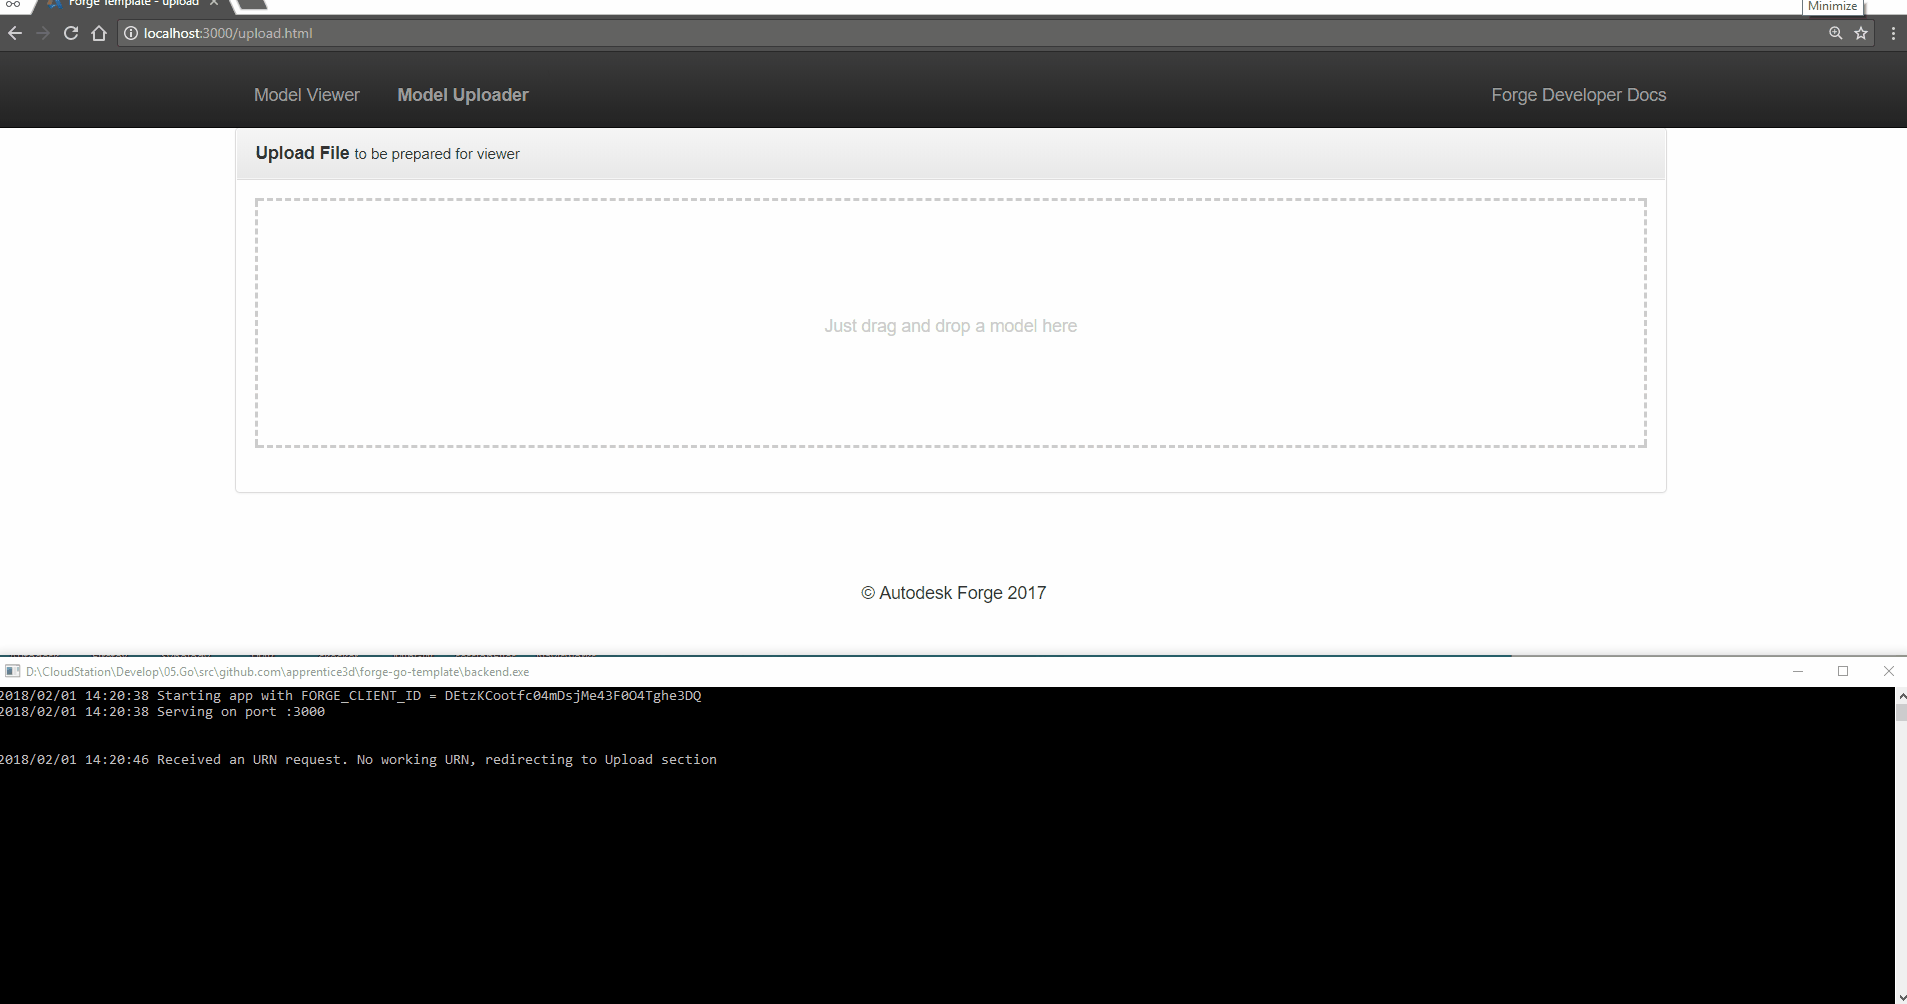 Forge Template - upload
Minimize
localhost:3000/upload.html
Model Viewer Model Uploader Forge Developer Docs
Upload File to be prepared for viewer
Just drag and drop a model here
© Autodesk Forge 2017
D:\CloudStation\Develop\05.Go\src\github.com\apprentice3d\forge-go-template\backend.exe
2018/02/01 14:20:38 Starting app with FORGE_CLIENT_ID = DEtzKCootfc04mDsjMe43F0O4Tghe3DQ
2018/02/01 14:20:38 Serving on port :3000
2018/02/01 14:20:46 Received an URN request. No working URN, redirecting to Upload section